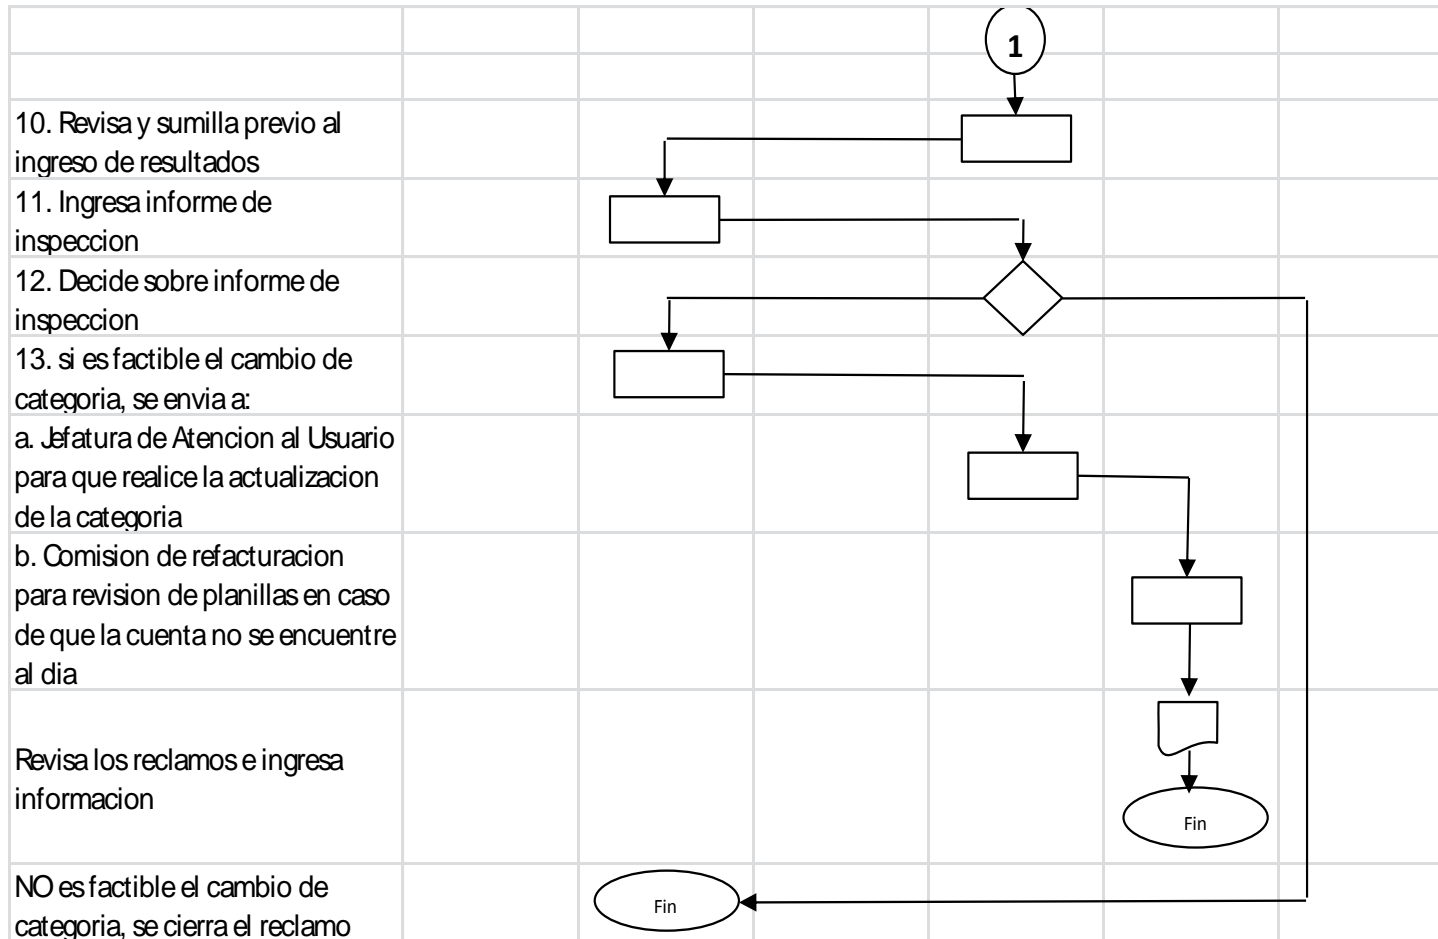 1
10. Revisa y sumilla previo al
ingreso de resultados
11. Ingresa informe de
inspeccion
12. Decide sobre informe de
inspeccion
13. si es factible el cambio de
categoria, se envia a:
a. Jefatura de Atencion al Usuario
para que realice la actualizacion
de la categoria
b. Comision de refacturacion
para revision de planillas en caso
de que la cuenta no se encuentre
al dia
Revisa los reclamos e ingresa
informacion
Fin
NO es factible el cambio de
categoria, se cierra el reclamo
Fin